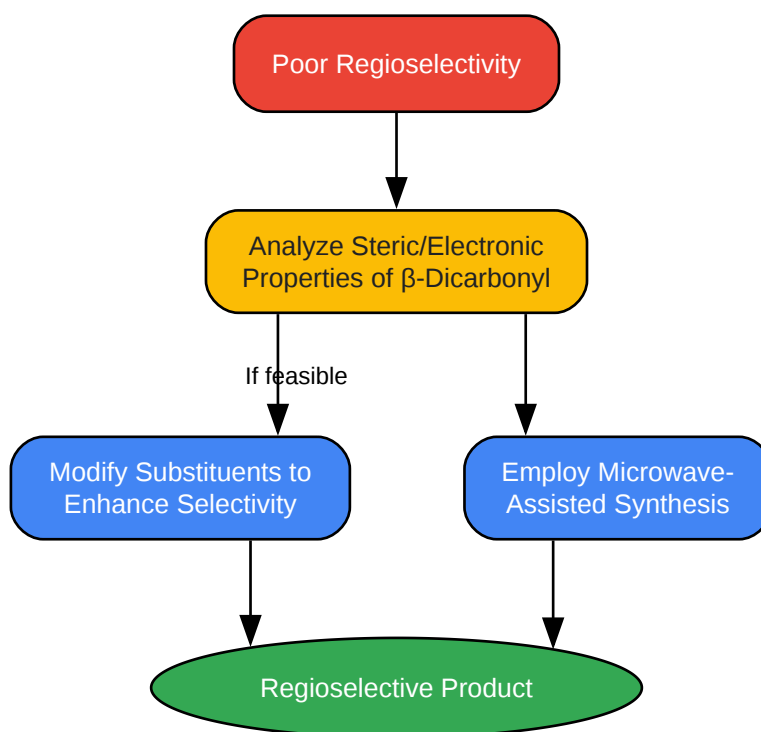 Poor Regioselectivity
Analyze Steric/Electronic
Properties of β-Dicarbonyl
If feasible
Modify Substituents to
Enhance Selectivity
Employ Microwave-
Assisted Synthesis
Regioselective Product